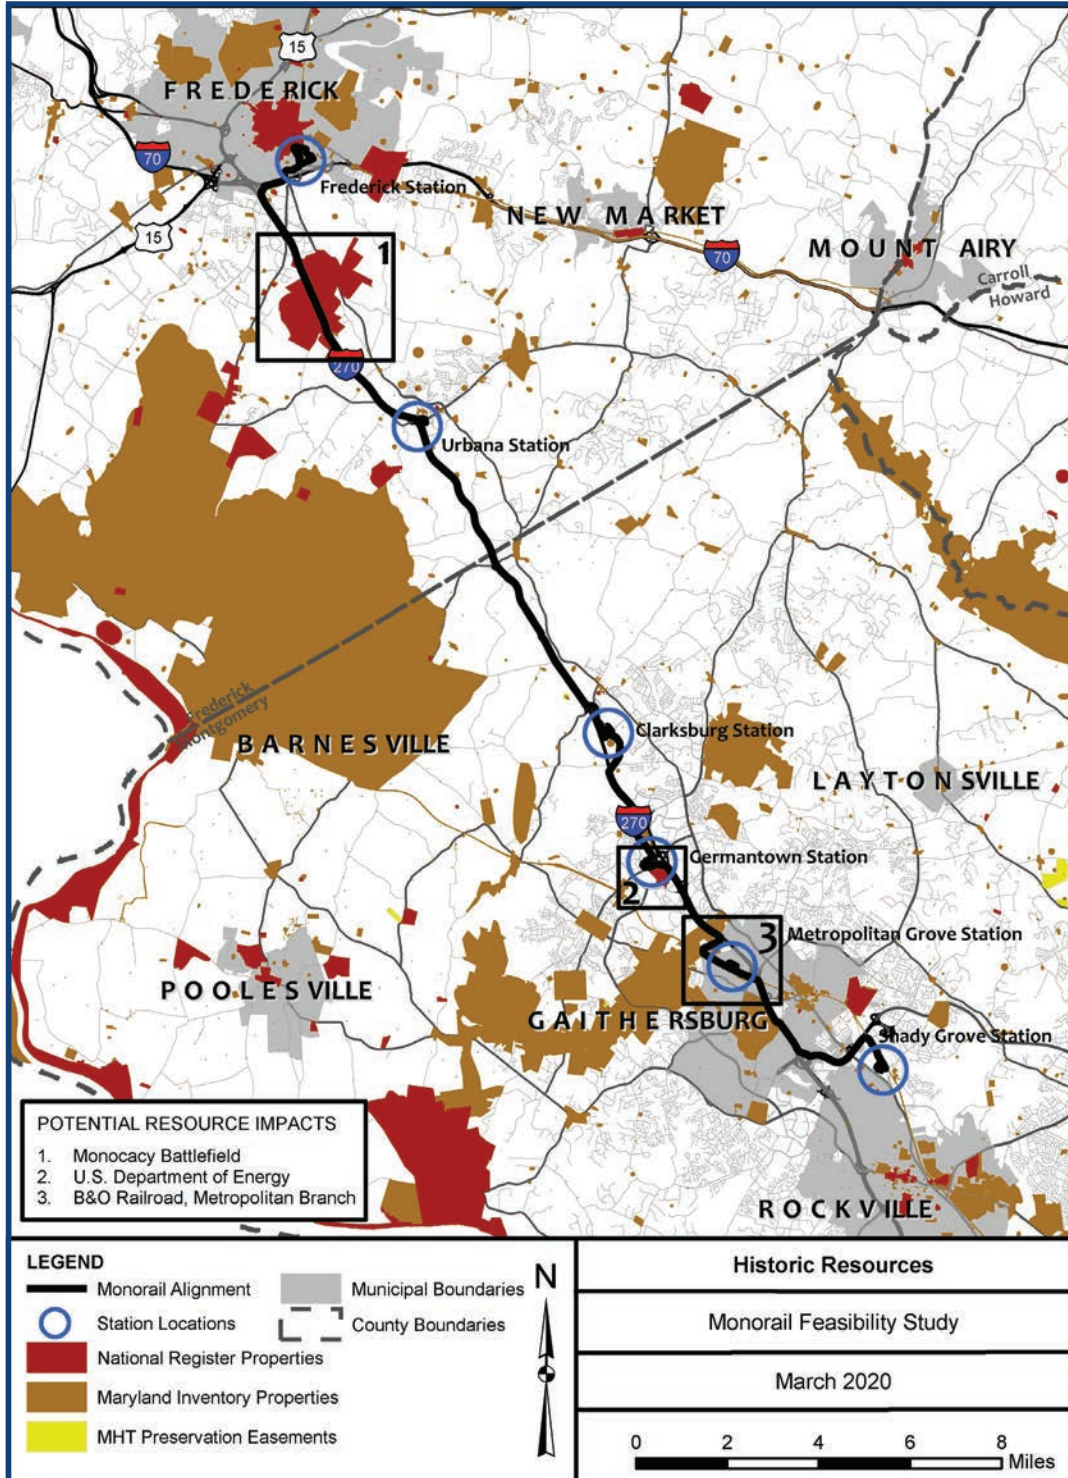 15
FREDERICK
70
Frederick Station
NEW MARKET
15
1
70
MOUNT AIRY
Carroll
Howard
270
Urbana Station
Frederick
Montgomery
BARNESVILLE
Clarksburg Station
LAYTONSVILLE
270
Germantown Station
2
3
Metropolitan Grove Station
POOLESVILLE
GAITHERSBURG
Shady Grove Station
ROCKVILLE
POTENTIAL RESOURCE IMPACTS
1. Monocacy Battlefield
2. U.S. Department of Energy
3. B&O Railroad, Metropolitan Branch
LEGEND
Monorail Alignment
Station Locations
National Register Properties
Maryland Inventory Properties
MHT Preservation Easements
Municipal Boundaries
County Boundaries
N
Historic Resources
Monorail Feasibility Study
March 2020
0 2 4 6 8
Miles